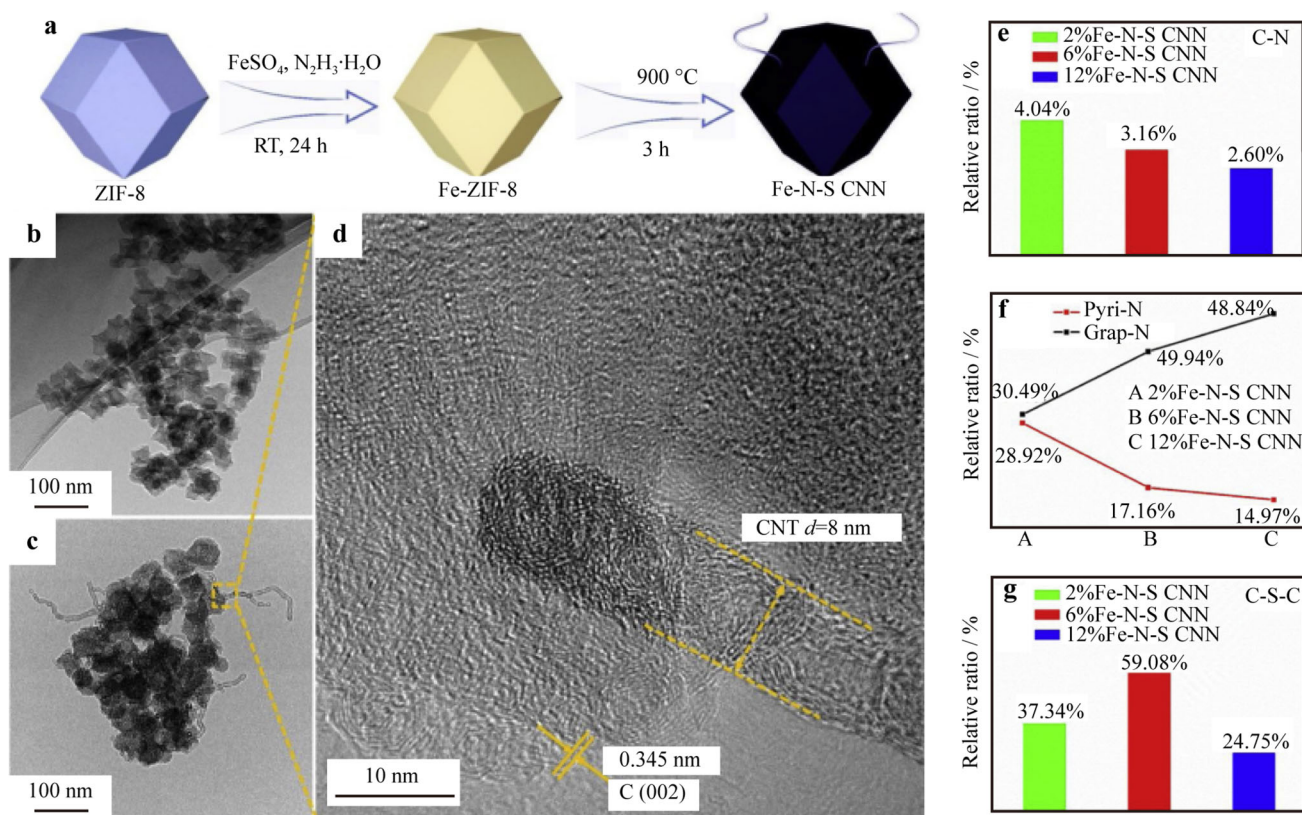 a
FeSO₄, N₂H₃·H₂O
RT, 24 h
900 °C
3 h
ZIF-8
Fe-ZIF-8
Fe-N-S CNN
b
100 nm
c
100 nm
d
CNT d=8 nm
0.345 nm
C (002)
10 nm
e
2%Fe-N-S CNN
6%Fe-N-S CNN
12%Fe-N-S CNN
C-N
Relative ratio / %
4.04%
3.16%
2.60%
f
Pyri-N
Grap-N
48.84%
49.94%
30.49%
A 2%Fe-N-S CNN
B 6%Fe-N-S CNN
C 12%Fe-N-S CNN
28.92%
17.16%
14.97%
Relative ratio / %
A B C
g
2%Fe-N-S CNN
6%Fe-N-S CNN
12%Fe-N-S CNN
C-S-C
Relative ratio / %
37.34%
59.08%
24.75%